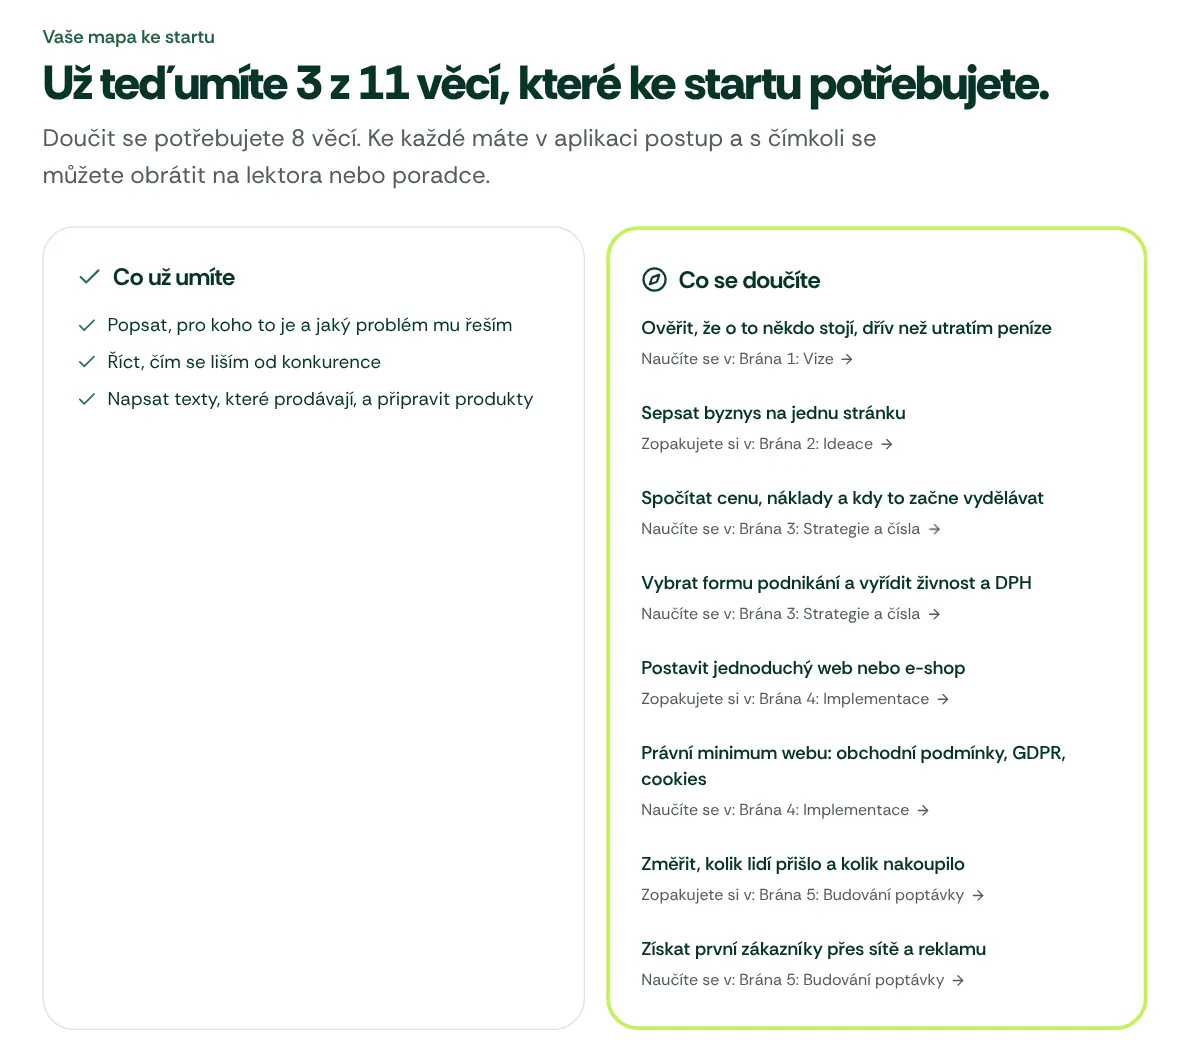 Vaše mapa ke startu
Už teď umíte 3 z 11 věcí, které ke startu potřebujete.
Doučit se potřebujete 8 věcí. Ke každé máte v aplikaci postup a s čímkoli se
můžete obrátit na lektora nebo poradce.
Co už umíte
Popsat, pro koho to je a jaký problém mu řeším
Říct, čím se liším od konkurence
Napsat texty, které prodávají, a připravit produkty
Co se doučíte
Ověřit, že o to někdo stojí, dřív než utratím peníze
Naučíte se v: Brána 1: Vize →
Sepsat byznys na jednu stránku
Zopakujete si v: Brána 2: Ideace →
Spočítat cenu, náklady a kdy to začne vydělávat
Naučíte se v: Brána 3: Strategie a čísla →
Vybrat formu podnikání a vyřídit živnost a DPH
Naučíte se v: Brána 3: Strategie a čísla →
Postavit jednoduchý web nebo e-shop
Zopakujete si v: Brána 4: Implementace →
Právní minimum webu: obchodní podmínky, GDPR,
cookies
Naučíte se v: Brána 4: Implementace →
Změřit, kolik lidí přišlo a kolik nakoupilo
Zopakujete si v: Brána 5: Budování poptávky →
Získat první zákazníky přes sítě a reklamu
Naučíte se v: Brána 5: Budování poptávky →